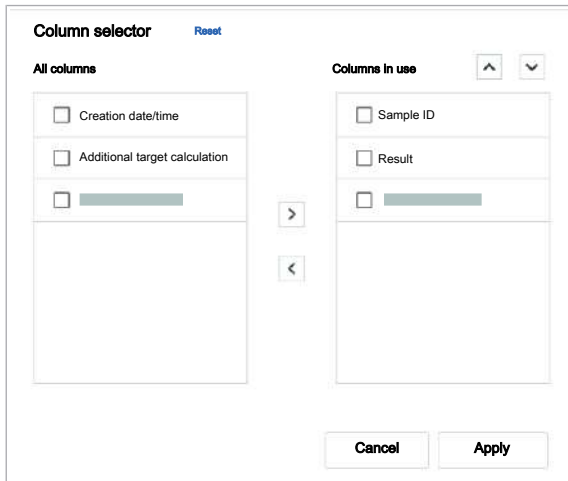 Column selector Reset
All columns
Columns in use
Creation date/time
Additional target calculation
Sample ID
Result
Cancel Apply